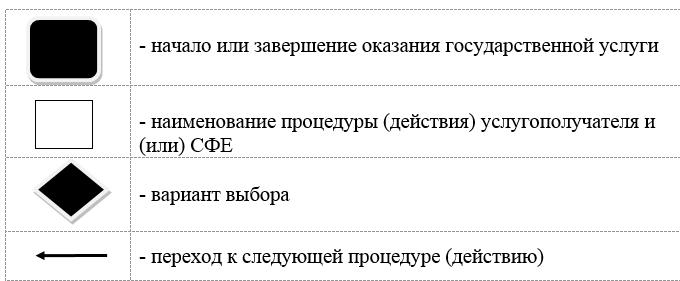 - начало или завершение оказания государственной услуги
- наименование процедуры (действия) услугополучателя и
(или) СФЕ
- вариант выбора
- переход к следующей процедуре (действию)